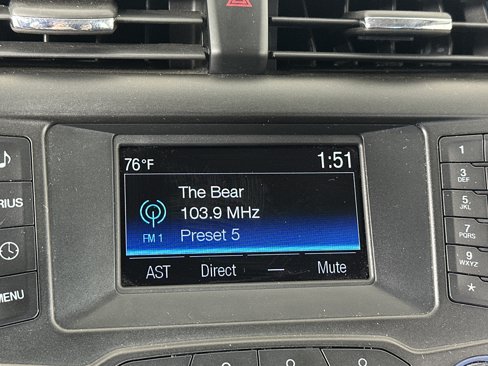 76°F 1:51
The Bear
103.9 MHz
FM 1 Preset 5
AST Direct — Mute
RIUS
MENU
1
3 DEF
5 JKL
7 PQRS
9 WXYZ
*